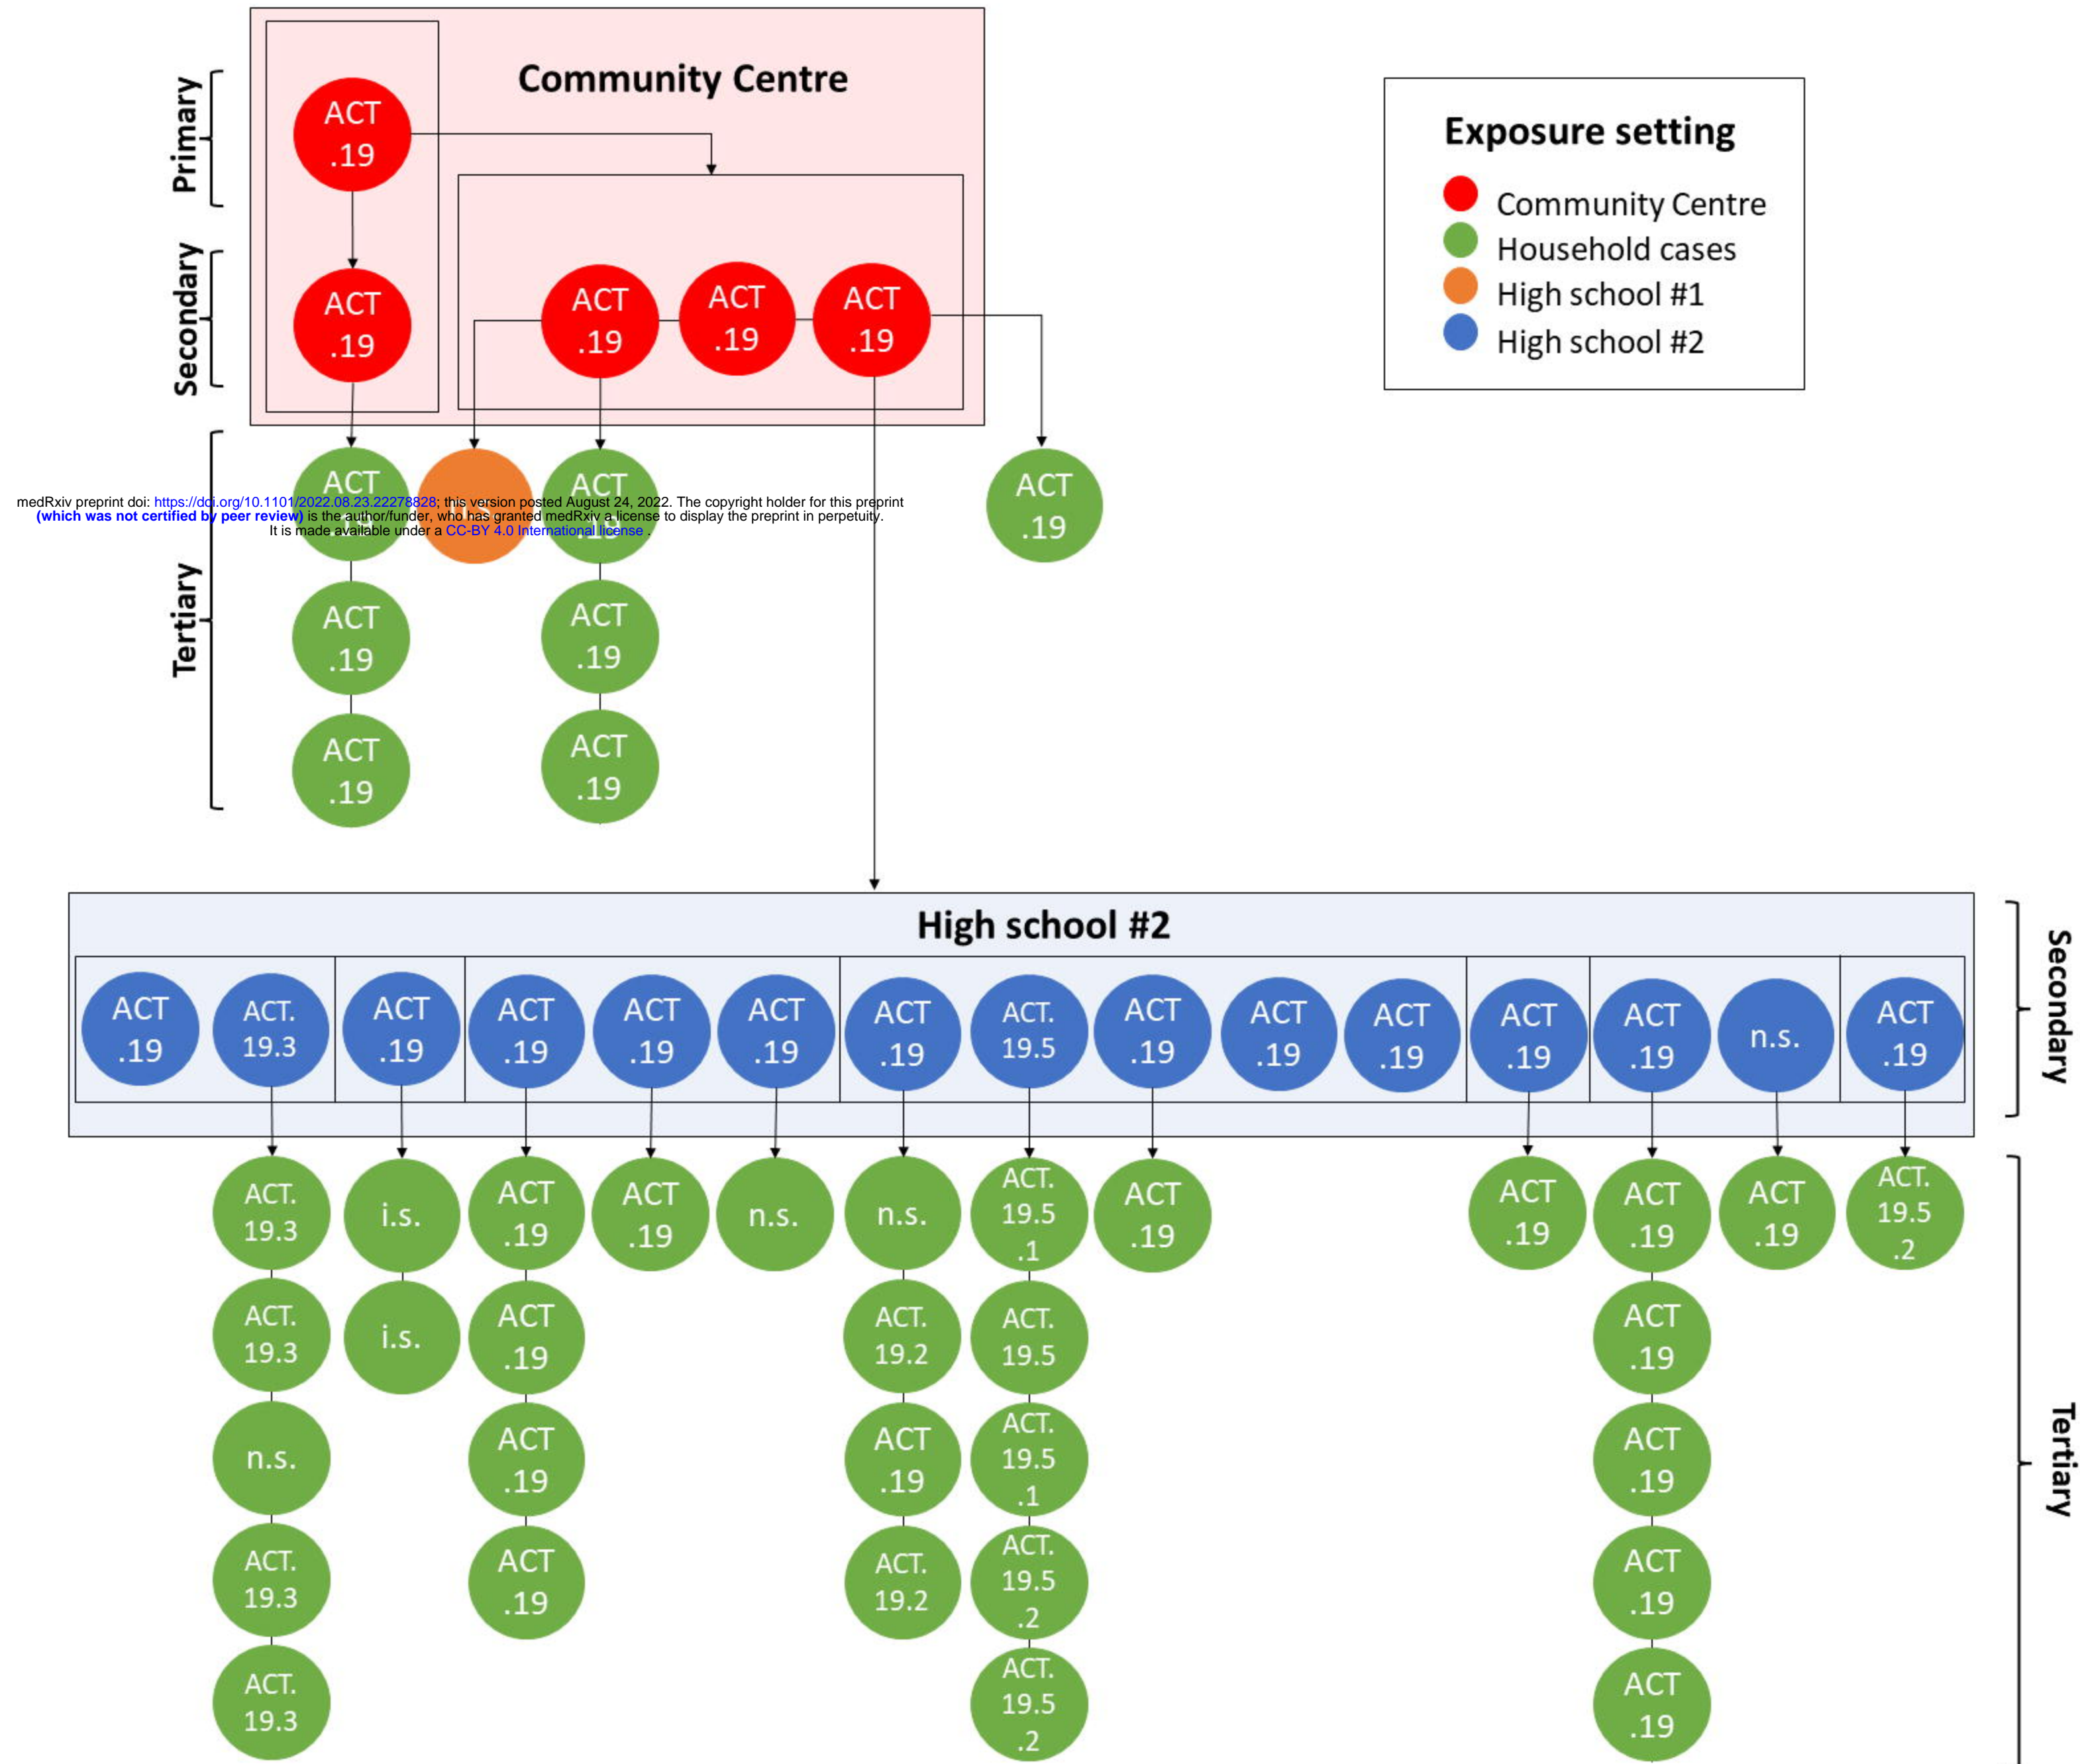 Community Centre
Primary
ACT
.19
Exposure setting
Community Centre
Household cases
High school #1
High school #2
Secondary
ACT
.19
ACT
.19
ACT
.19
ACT
.19
Tertiary
ACT
.19
n.s.
ACT
.19
ACT
.19
medRxiv preprint doi: https://doi.org/10.1101/2022.08.23.22278828; this version posted August 24, 2022. The copyright holder for this preprint
(which was not certified by peer review) is the author/funder, who has granted medRxiv a license to display the preprint in perpetuity.
It is made available under a CC-BY 4.0 International license .
ACT
.19
ACT
.19
ACT
.19
ACT
.19
High school #2
Secondary
ACT
.19
ACT.
19.3
ACT
.19
ACT
.19
ACT
.19
ACT
.19
ACT
.19
ACT.
19.5
ACT
.19
ACT
.19
ACT
.19
ACT
.19
ACT
.19
n.s.
ACT
.19
Tertiary
ACT.
19.3
i.s.
ACT
.19
ACT
.19
n.s.
n.s.
ACT.
19.5
.1
ACT
.19
ACT
.19
ACT
.19
ACT
.19
ACT.
19.5
.2
ACT.
19.3
i.s.
ACT
.19
ACT.
19.2
ACT.
19.5
ACT
.19
n.s.
ACT
.19
ACT
.19
ACT.
19.5
.1
ACT
.19
ACT.
19.3
ACT
.19
ACT.
19.2
ACT.
19.5
.2
ACT
.19
ACT.
19.3
ACT.
19.5
.2
ACT
.19